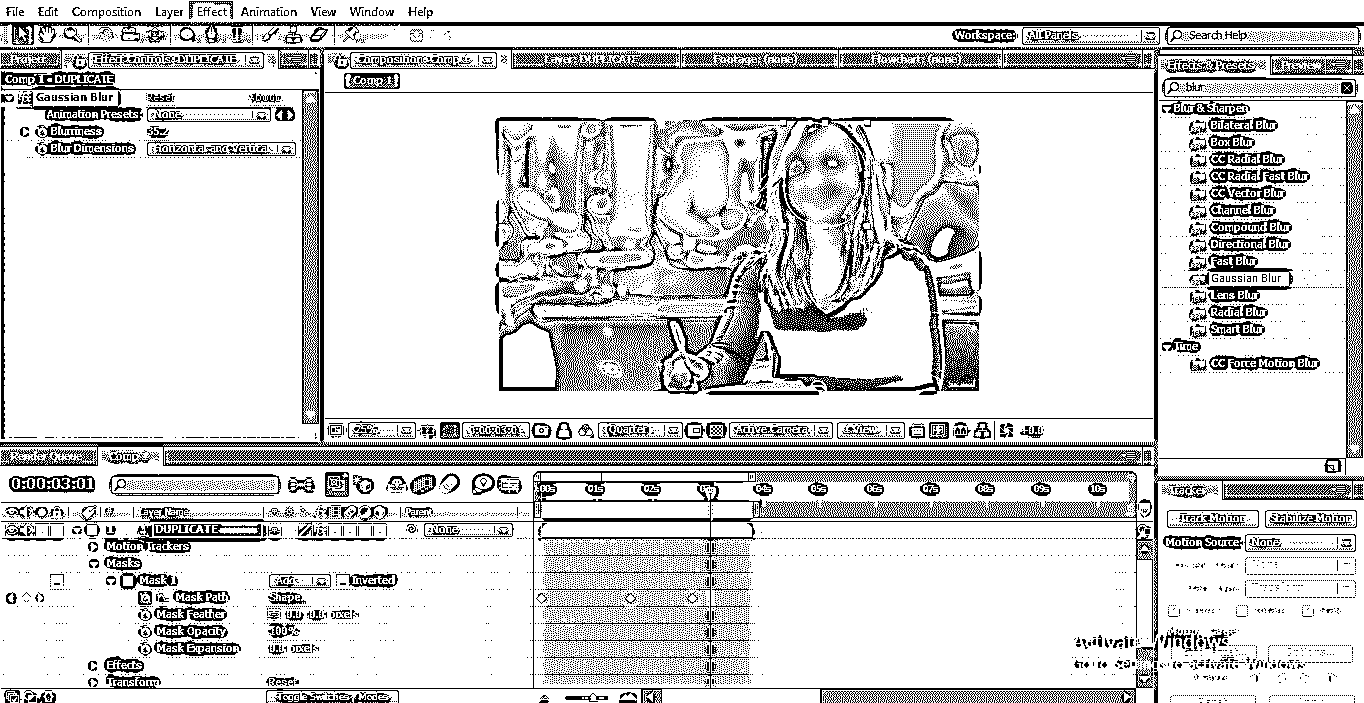 File Edit Composition Layer Effect Animation View Window Help
Workspace: All Panels
Search Help
Project
Effect Controls: DUPLICATE
Composition: Comp 1
Layer: DUPLICATE
Footage: (none)
Flowchart: (none)
Effects & Presets
Preview
Comp 1 • DUPLICATE
Comp 1
blur
Gaussian Blur Reset About
Animation Presets: None
Blurriness
Blur Dimensions Horizontal and Vertical
Blur & Sharpen
Bilateral Blur
Box Blur
CC Radial Blur
CC Radial Fast Blur
CC Vector Blur
Channel Blur
Compound Blur
Directional Blur
Fast Blur
Gaussian Blur
Lens Blur
Radial Blur
Smart Blur
Time
CC Force Motion Blur
25% 0:00:03:01 Quarter Active Camera 1 View +0.0
Render Queue
Comp 1
0:00:03:01
01s 02s 03s 04s 05s 06s 07s 08s 09s 10s
Layer Name Parent
DUPLICATE None
Motion Trackers
Masks
Mask 1 Add Inverted
Mask Path Shape...
Mask Feather 0.0, 0.0 pixels
Mask Opacity 100%
Mask Expansion 0.0 pixels
Effects
Transform Reset
Toggle Switches / Modes
Tracker
Track Motion Stabilize Motion
Motion Source: None
Activate Windows
Go to Settings to activate Windows.